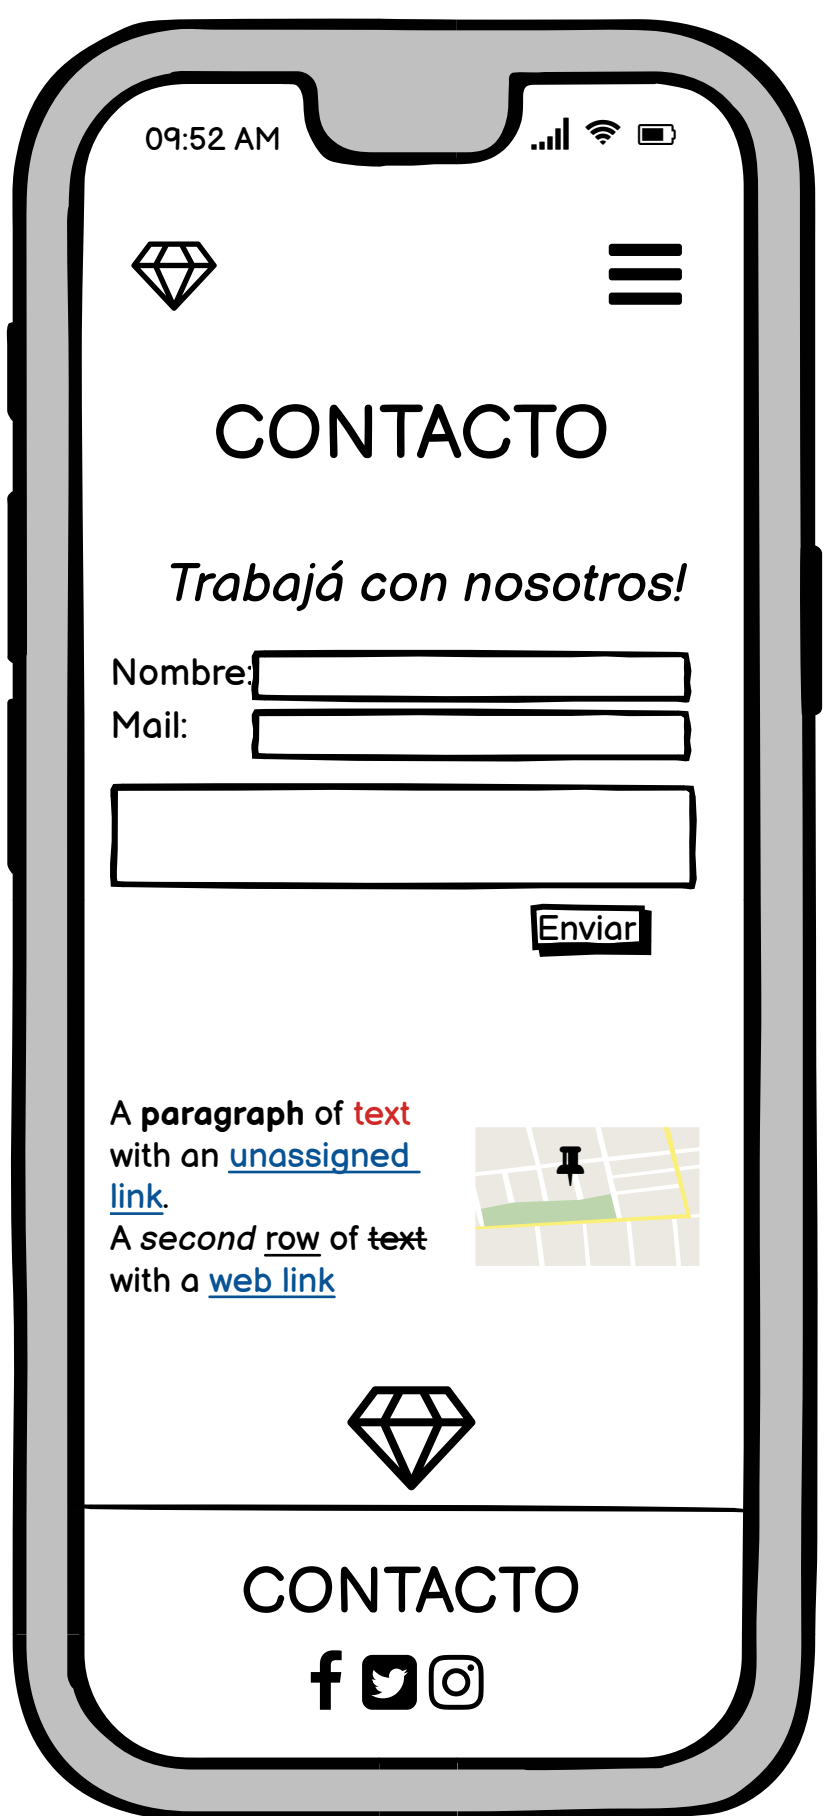 09:52 AM
CONTACTO
Trabajá con nosotros!
Nombre:
Mail:
Enviar
A paragraph of text
with an unassigned
link.
A second row of text
with a web link
CONTACTO